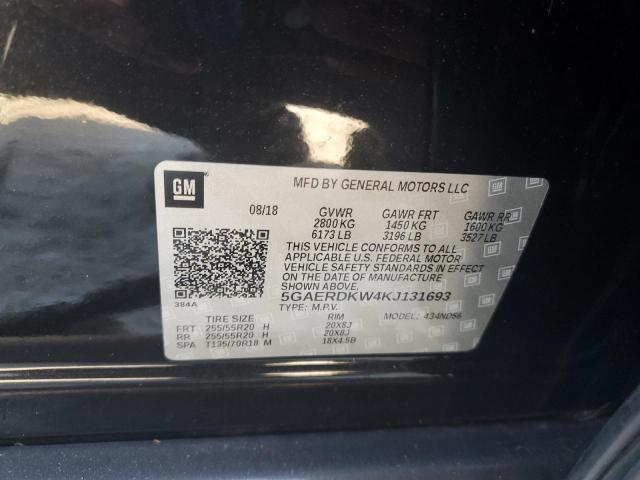 GM
MFD BY GENERAL MOTORS LLC
08/18 GVWR GAWR FRT GAWR RR
2800 KG 1450 KG 1600 KG
6173 LB 3196 LB 3527 LB
THIS VEHICLE CONFORMS TO ALL
APPLICABLE U.S. FEDERAL MOTOR
VEHICLE SAFETY STANDARDS IN EFFECT
ON THE DATE OF MANUFACTURE
SHOWN ABOVE.
5GAERDKW4KJ131693
384A TYPE: M.P.V. MODEL: 434NDS6
TIRE SIZE RIM
FRT 255/55R20 H 20X8J
RR 255/55R20 H 20X8J
SPA T135/70R18 M 18X4.5B